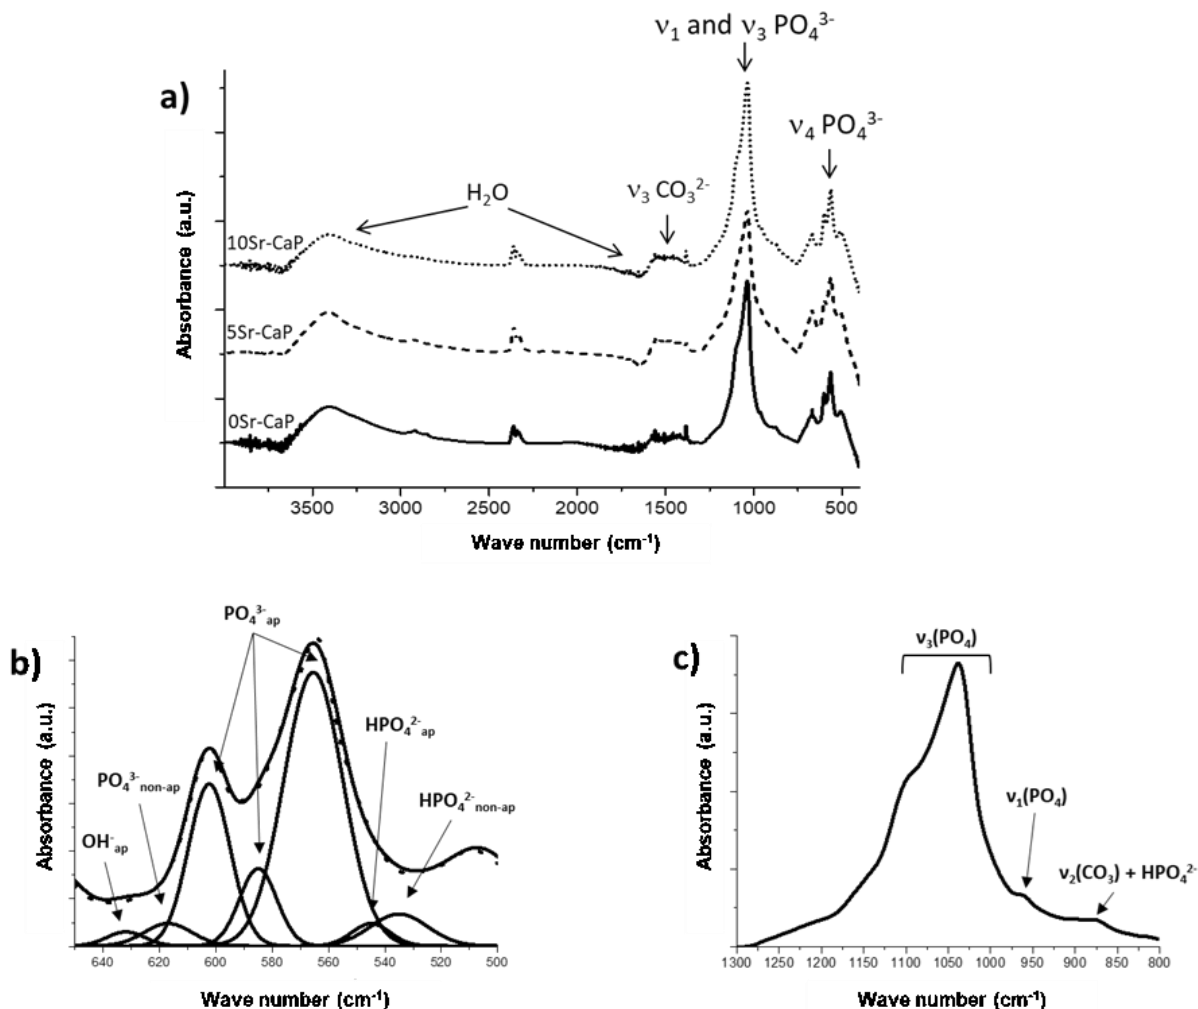 ν₁ and ν₃ PO₄³⁻
a)
ν₄ PO₄³⁻
H₂O
ν₃ CO₃²⁻
10Sr-CaP
5Sr-CaP
0Sr-CaP
Absorbance (a.u.)
3500 3000 2500 2000 1500 1000 500
Wave number (cm⁻¹)
b)
PO₄³⁻ap
HPO₄²⁻ap
PO₄³⁻non-ap
HPO₄²⁻non-ap
OH⁻ap
Absorbance (a.u.)
640 620 600 580 560 540 520 500
Wave number (cm⁻¹)
c)
ν₃(PO₄)
ν₁(PO₄)
ν₂(CO₃) + HPO₄²⁻
Absorbance (a.u.)
1300 1250 1200 1150 1100 1050 1000 950 900 850 800
Wave number (cm⁻¹)